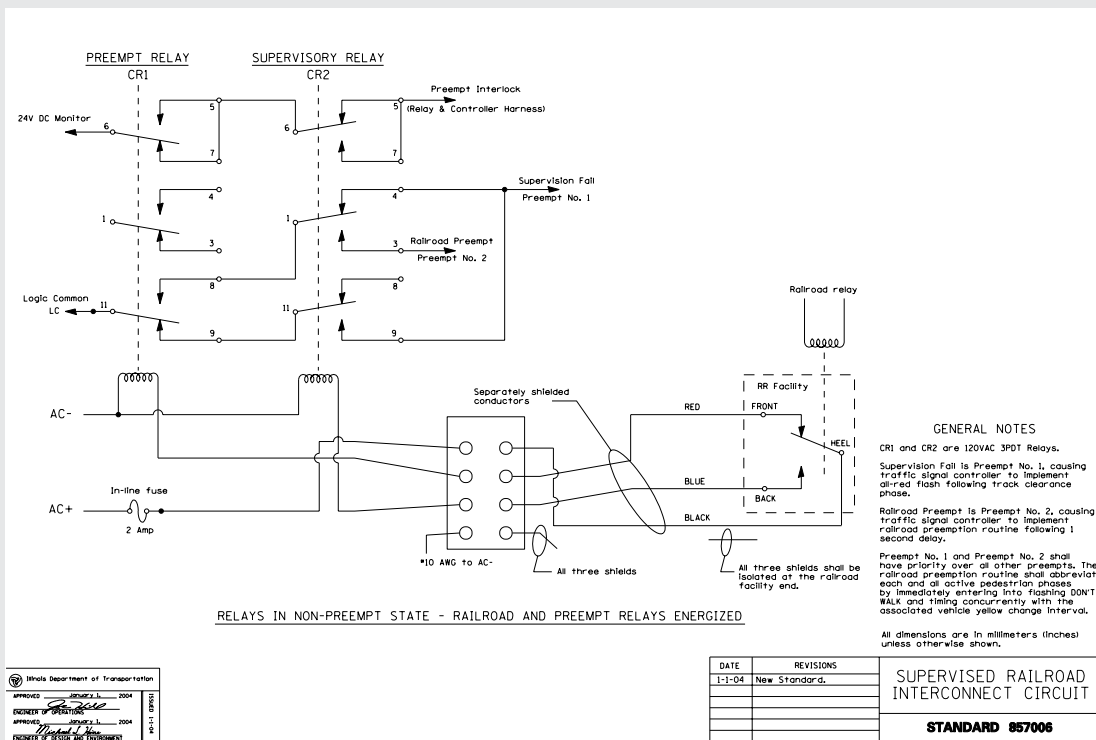 PREEMPT RELAY
CR1
SUPERVISORY RELAY
CR2
24V DC Monitor
6
5
7
6
5
7
Preempt Interlock
(Relay & Controller Harness)
1
4
3
1
4
3
Supervision Fail
Preempt No. 1
Railroad Preempt
Preempt No. 2
Logic Common
LC
11
8
9
11
8
9
Railroad relay
AC-
Separately shielded
conductors
RED
BLUE
BLACK
RR Facility
FRONT
HEEL
BACK
In-line fuse
AC+
2 Amp
#10 AWG to AC-
All three shields
All three shields shall be
isolated at the railroad
facility end.
RELAYS IN NON-PREEMPT STATE - RAILROAD AND PREEMPT RELAYS ENERGIZED
GENERAL NOTES
CR1 and CR2 are 120VAC 3PDT Relays.
Supervision Fail is Preempt No. 1, causing
traffic signal controller to implement
all-red flash following track clearance
phase.
Railroad Preempt is Preempt No. 2, causing
traffic signal controller to implement
railroad preemption routine following 1
second delay.
Preempt No. 1 and Preempt No. 2 shall
have priority over all other preempts. The
railroad preemption routine shall abbreviat
each and all active pedestrian phases
by immediately entering into flashing DON'T
WALK and timing concurrently with the
associated vehicle yellow change interval.
All dimensions are in millimeters (inches)
unless otherwise shown.
Illinois Department of Transportation
APPROVED January 1, 2004
ENGINEER OF OPERATIONS
APPROVED January 1, 2004
Michael L. Hine
ENGINEER OF DESIGN AND ENVIRONMENT
ISSUED 1-1-04
DATE REVISIONS
1-1-04 New Standard.
SUPERVISED RAILROAD
INTERCONNECT CIRCUIT
STANDARD 857006